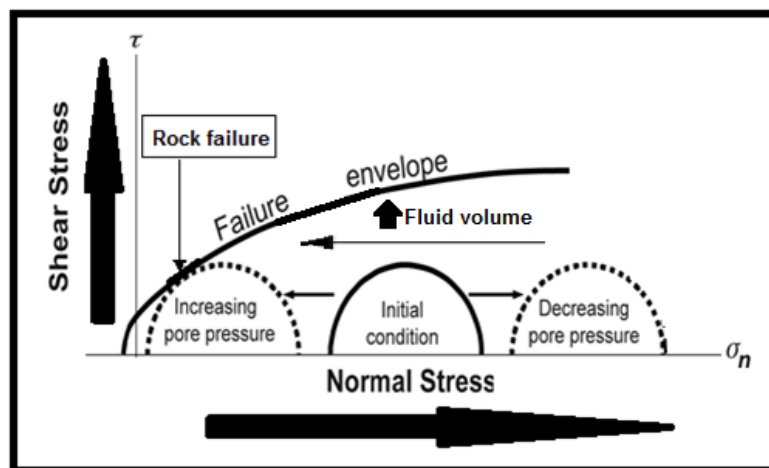 τ
Rock failure
Shear Stress
Failure
envelope
Fluid volume
Increasing
pore pressure
Initial
condition
Decreasing
pore pressure
σn
Normal Stress